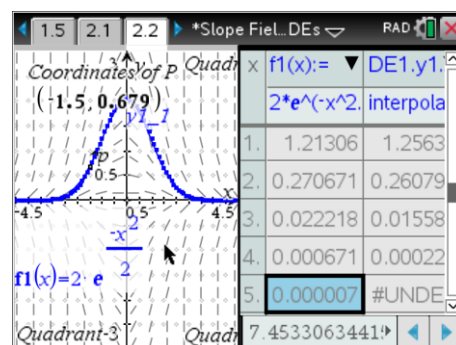 1.5 2.1 2.2 *Slope Fiel...DEs RAD
Coordinates of P
(-1.5, 0.679)
3 y
y1_1
p
0.5
x
-4.5 0.5 4.5
f1(x)=2·e^(-x^2/2)
Quadrant-3
x f1(x):= ▼ DE1.y1.
2*e^(-x^2. interpola
1. 1.21306 1.2563
2. 0.270671 0.26079
3. 0.022218 0.01558
4. 0.000671 0.00022
5. 0.000007 #UNDE
7.4533063441